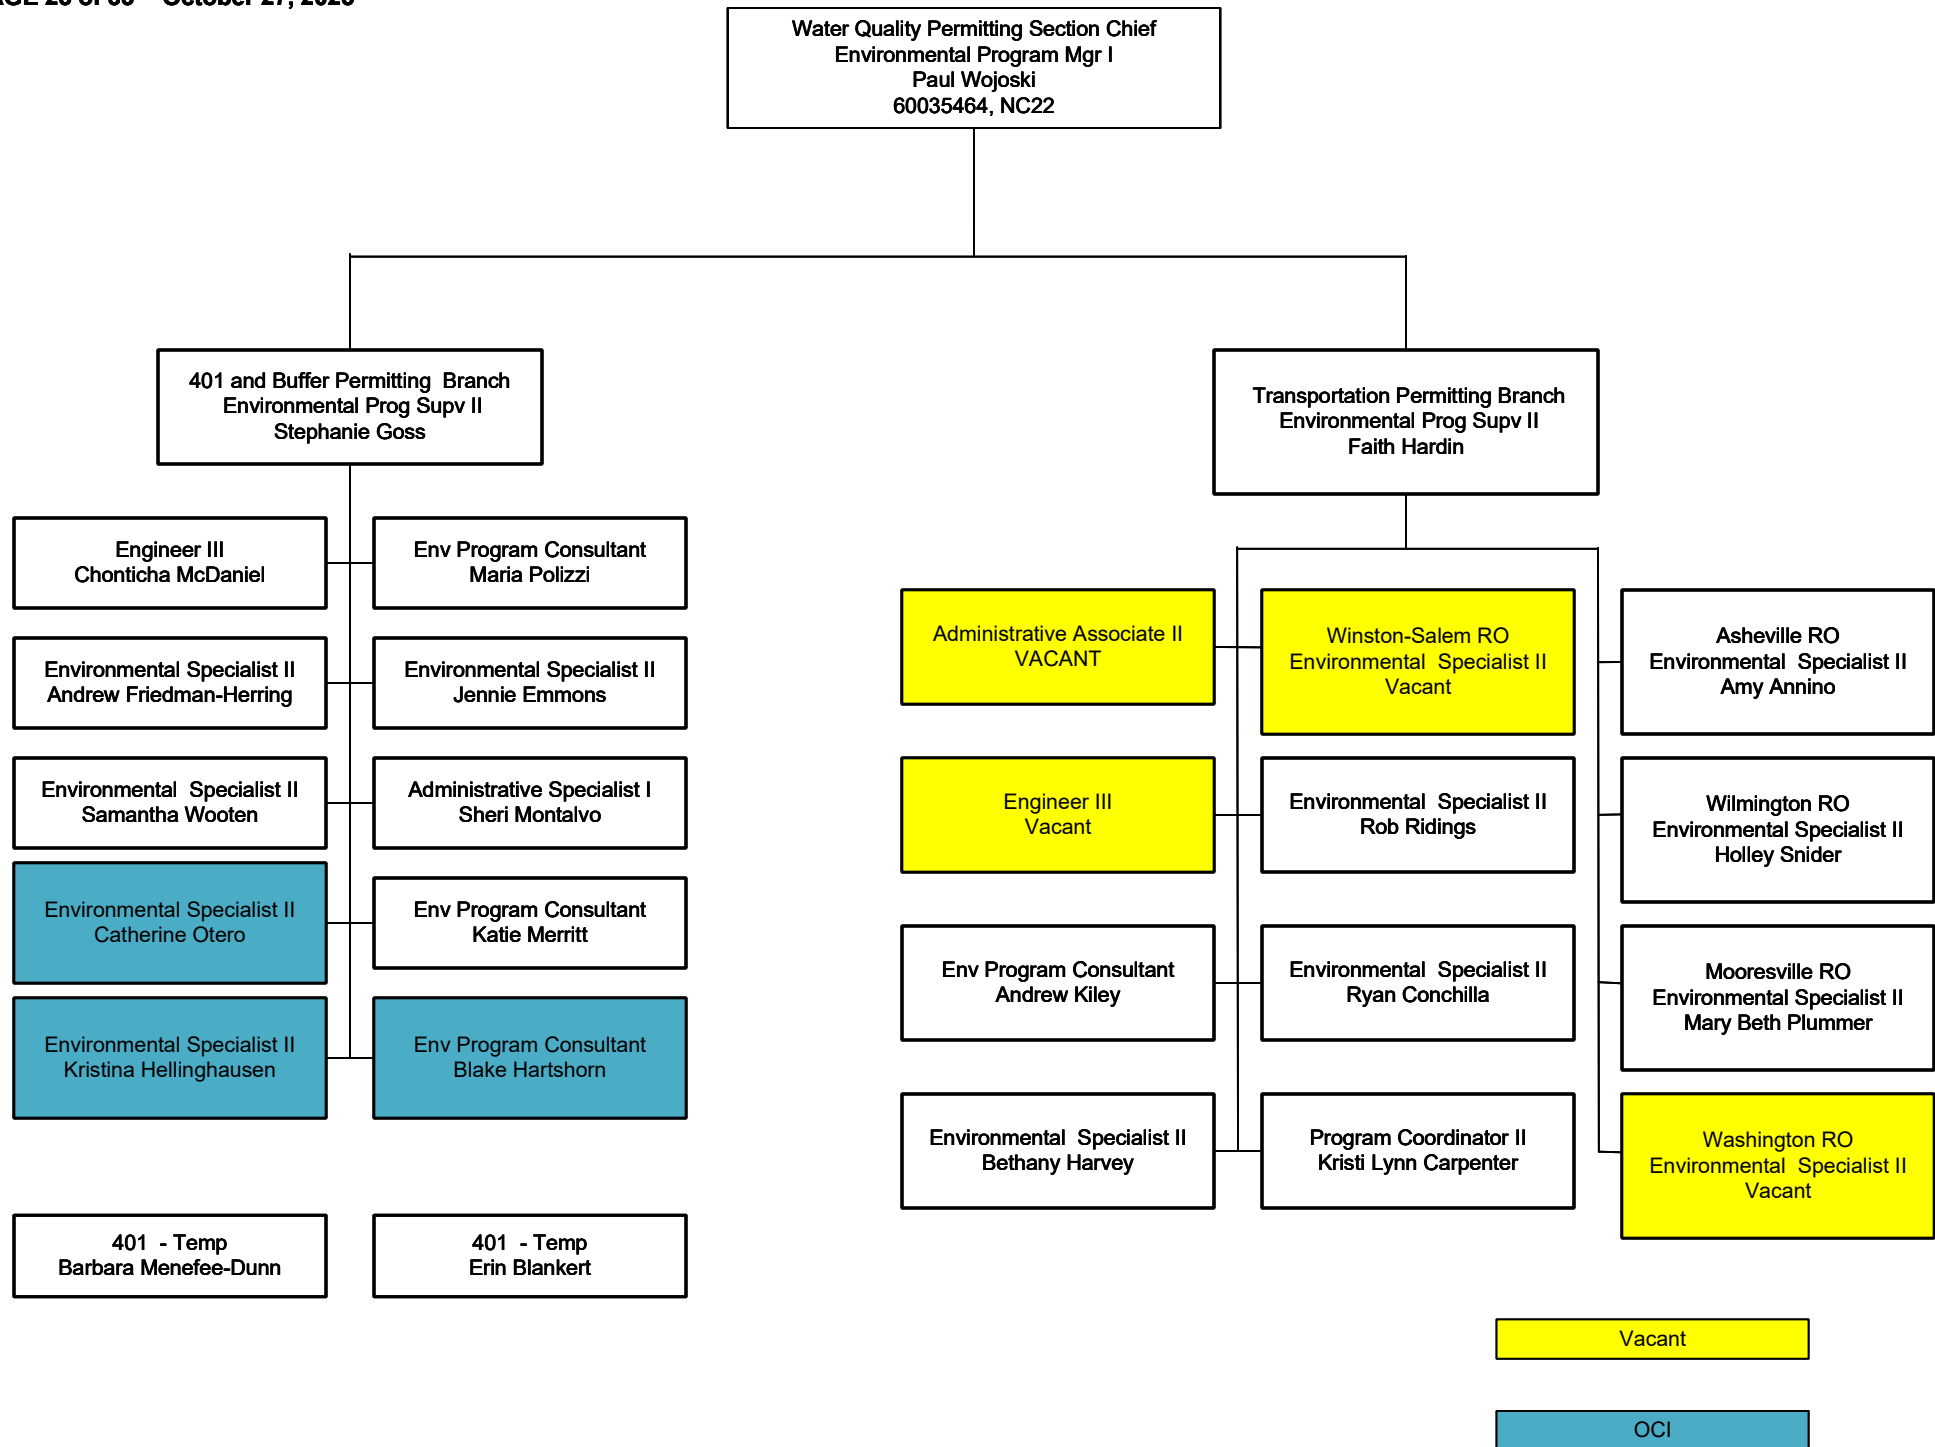 October 27,
Water Quality Permitting Section Chief
Environmental Program Mgr I
Paul Wojoski
60035464, NC22
401 and Buffer Permitting Branch
Environmental Prog Supv II
Stephanie Goss
Transportation Permitting Branch
Environmental Prog Supv II
Faith Hardin
Engineer III
Chonticha McDaniel
Env Program Consultant
Maria Polizzi
Environmental Specialist II
Andrew Friedman-Herring
Environmental Specialist II
Jennie Emmons
Environmental Specialist II
Samantha Wooten
Administrative Specialist I
Sheri Montalvo
Environmental Specialist II
Catherine Otero
Env Program Consultant
Katie Merritt
Environmental Specialist II
Kristina Hellinghausen
Env Program Consultant
Blake Hartshorn
401 - Temp
Barbara Menefee-Dunn
401 - Temp
Erin Blankert
Administrative Associate II
VACANT
Winston-Salem RO
Environmental Specialist II
Vacant
Asheville RO
Environmental Specialist II
Amy Annino
Engineer III
Vacant
Environmental Specialist II
Rob Ridings
Wilmington RO
Environmental Specialist II
Holley Snider
Env Program Consultant
Andrew Kiley
Environmental Specialist II
Ryan Conchilla
Mooresville RO
Environmental Specialist II
Mary Beth Plummer
Environmental Specialist II
Bethany Harvey
Program Coordinator II
Kristi Lynn Carpenter
Washington RO
Environmental Specialist II
Vacant
Vacant
OCI